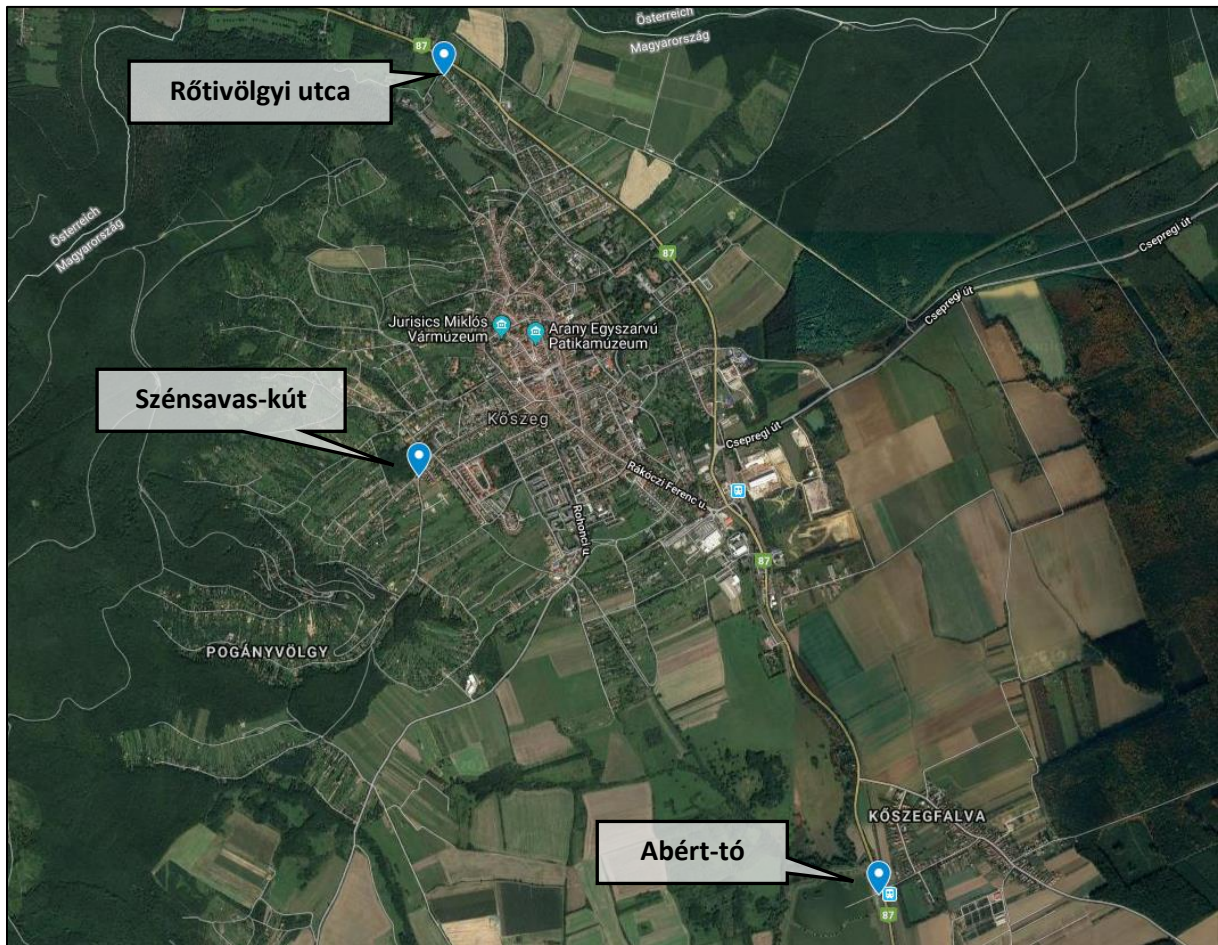 Österreich
Magyarország
87
Rőtivölgyi utca
Österreich
Magyarország
87
Csepregi út
Csepregi út
Jurisics Miklós
Vármúzeum
Arany Egyszarvú
Patikamúzeum
Szénsavas-kút
Kőszeg
Csepregi út
Rákóczi Ferenc u.
Rohonci u.
87
POGÁNYVÖLGY
KŐSZEGFALVA
Abért-tó
87